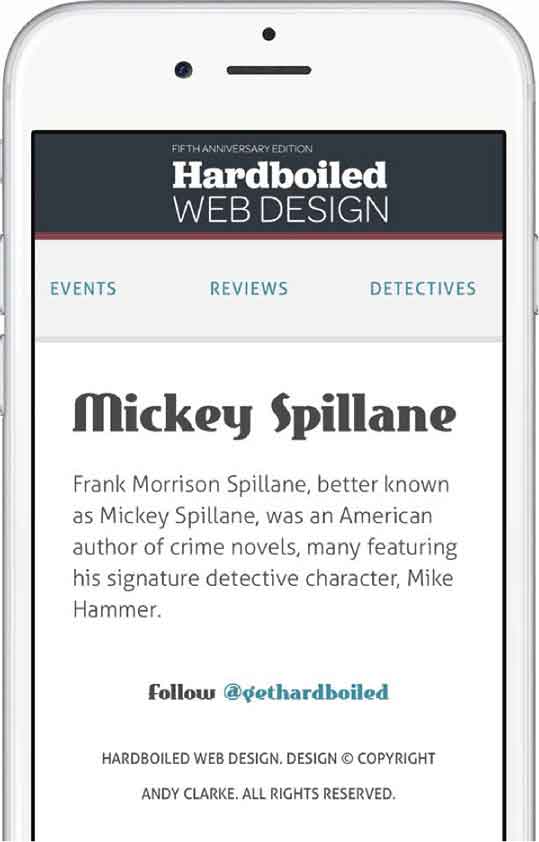 FIFTH ANNIVERSARY EDITION
Hardboiled
WEB DESIGN
EVENTS REVIEWS DETECTIVES
Mickey Spillane
Frank Morrison Spillane, better known
as Mickey Spillane, was an American
author of crime novels, many featuring
his signature detective character, Mike
Hammer.
Follow @gethardboiled
HARDBOILED WEB DESIGN. DESIGN © COPYRIGHT
ANDY CLARKE. ALL RIGHTS RESERVED.